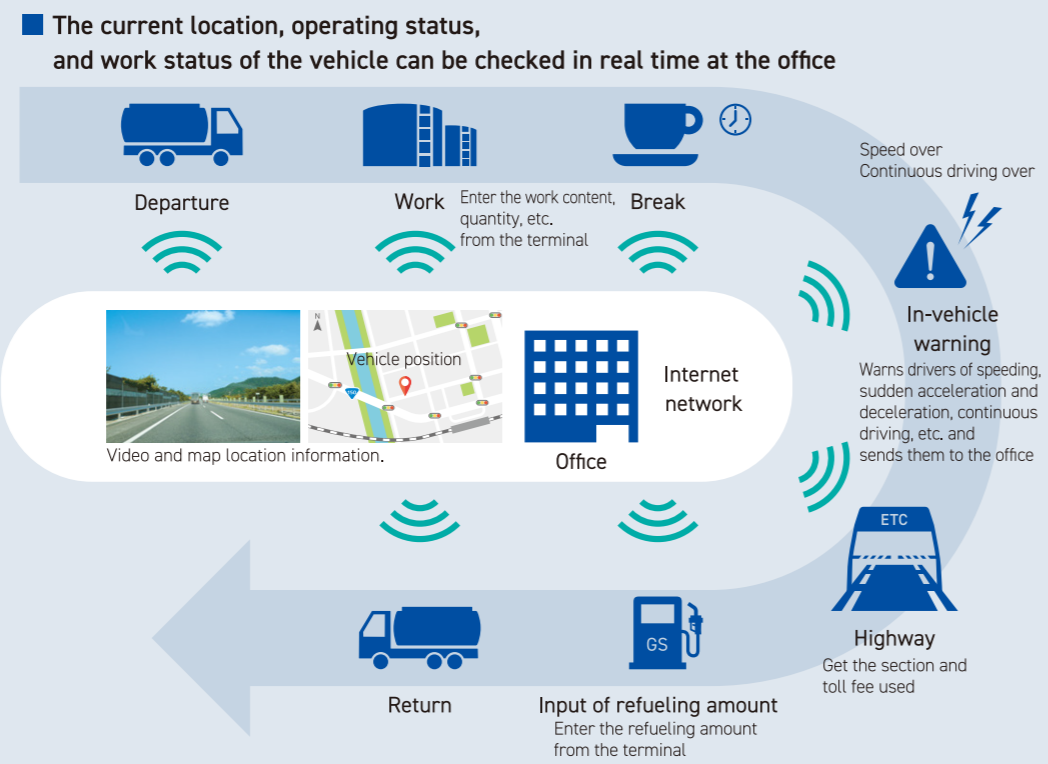 The current location, operating status,
and work status of the vehicle can be checked in real time at the office
Departure
Work
Enter the work content,
quantity, etc.
from the terminal
Break
Speed over
Continuous driving over
In-vehicle
warning
Warns drivers of speeding,
sudden acceleration and
deceleration, continuous
driving, etc. and
sends them to the office
N
Vehicle position
Video and map location information.
Office
Internet
network
ETC
Highway
Get the section and
toll fee used
GS
Input of refueling amount
Enter the refueling amount
from the terminal
Return